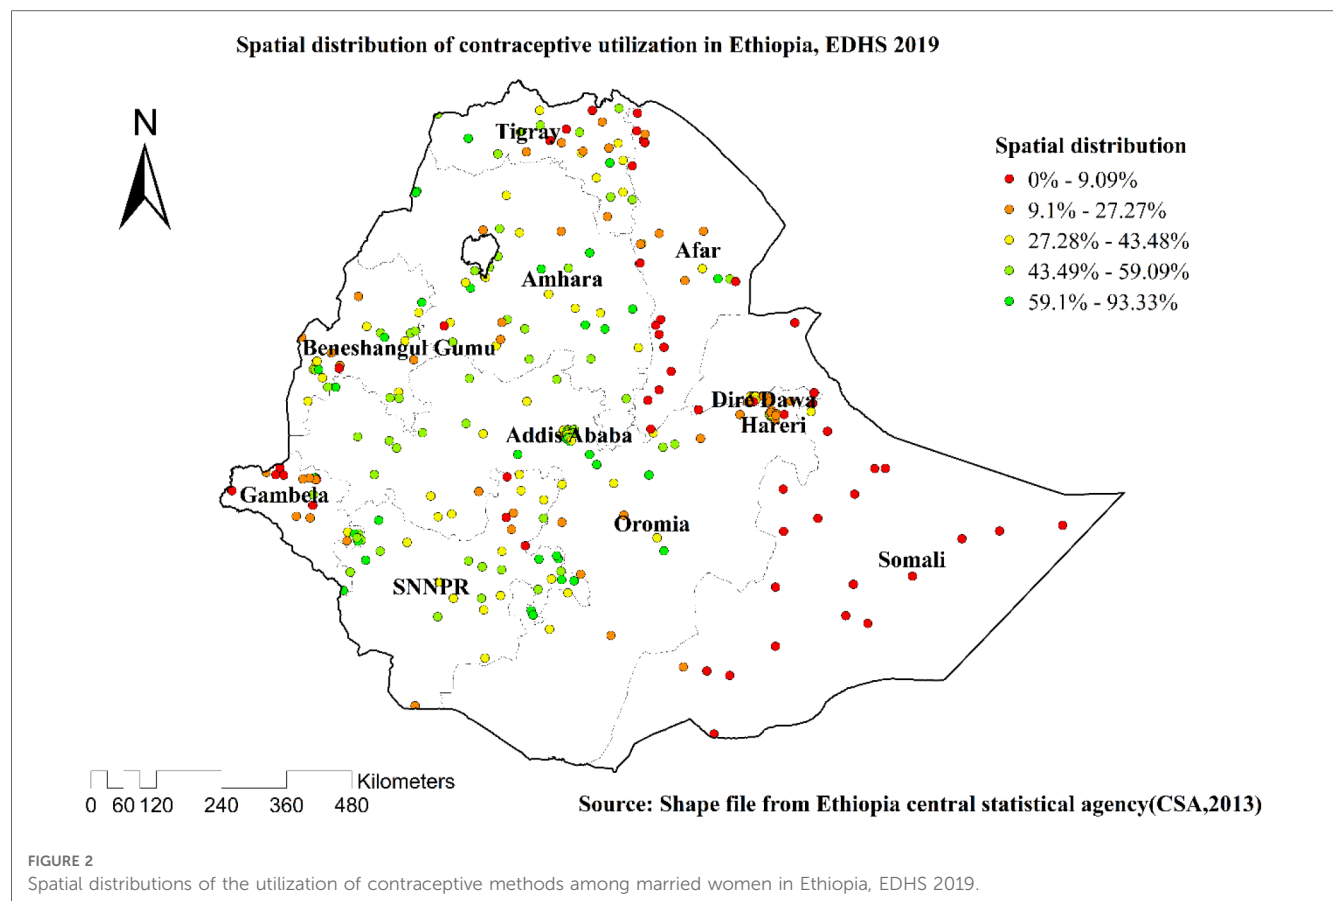 Spatial distribution of contraceptive utilization in Ethiopia, EDHS 2019
N
Tigray
Spatial distribution
0% - 9.09%
9.1% - 27.27%
27.28% - 43.48%
43.49% - 59.09%
59.1% - 93.33%
Afar
Amhara
Beneshangul Gumu
Dire Dawa
Hareri
Addis Ababa
Gambela
Oromia
Somali
SNNPR
Kilometers
0 60 120 240 360 480
Source: Shape file from Ethiopia central statistical agency(CSA,2013)
FIGURE 2
Spatial distributions of the utilization of contraceptive methods among married women in Ethiopia, EDHS 2019.